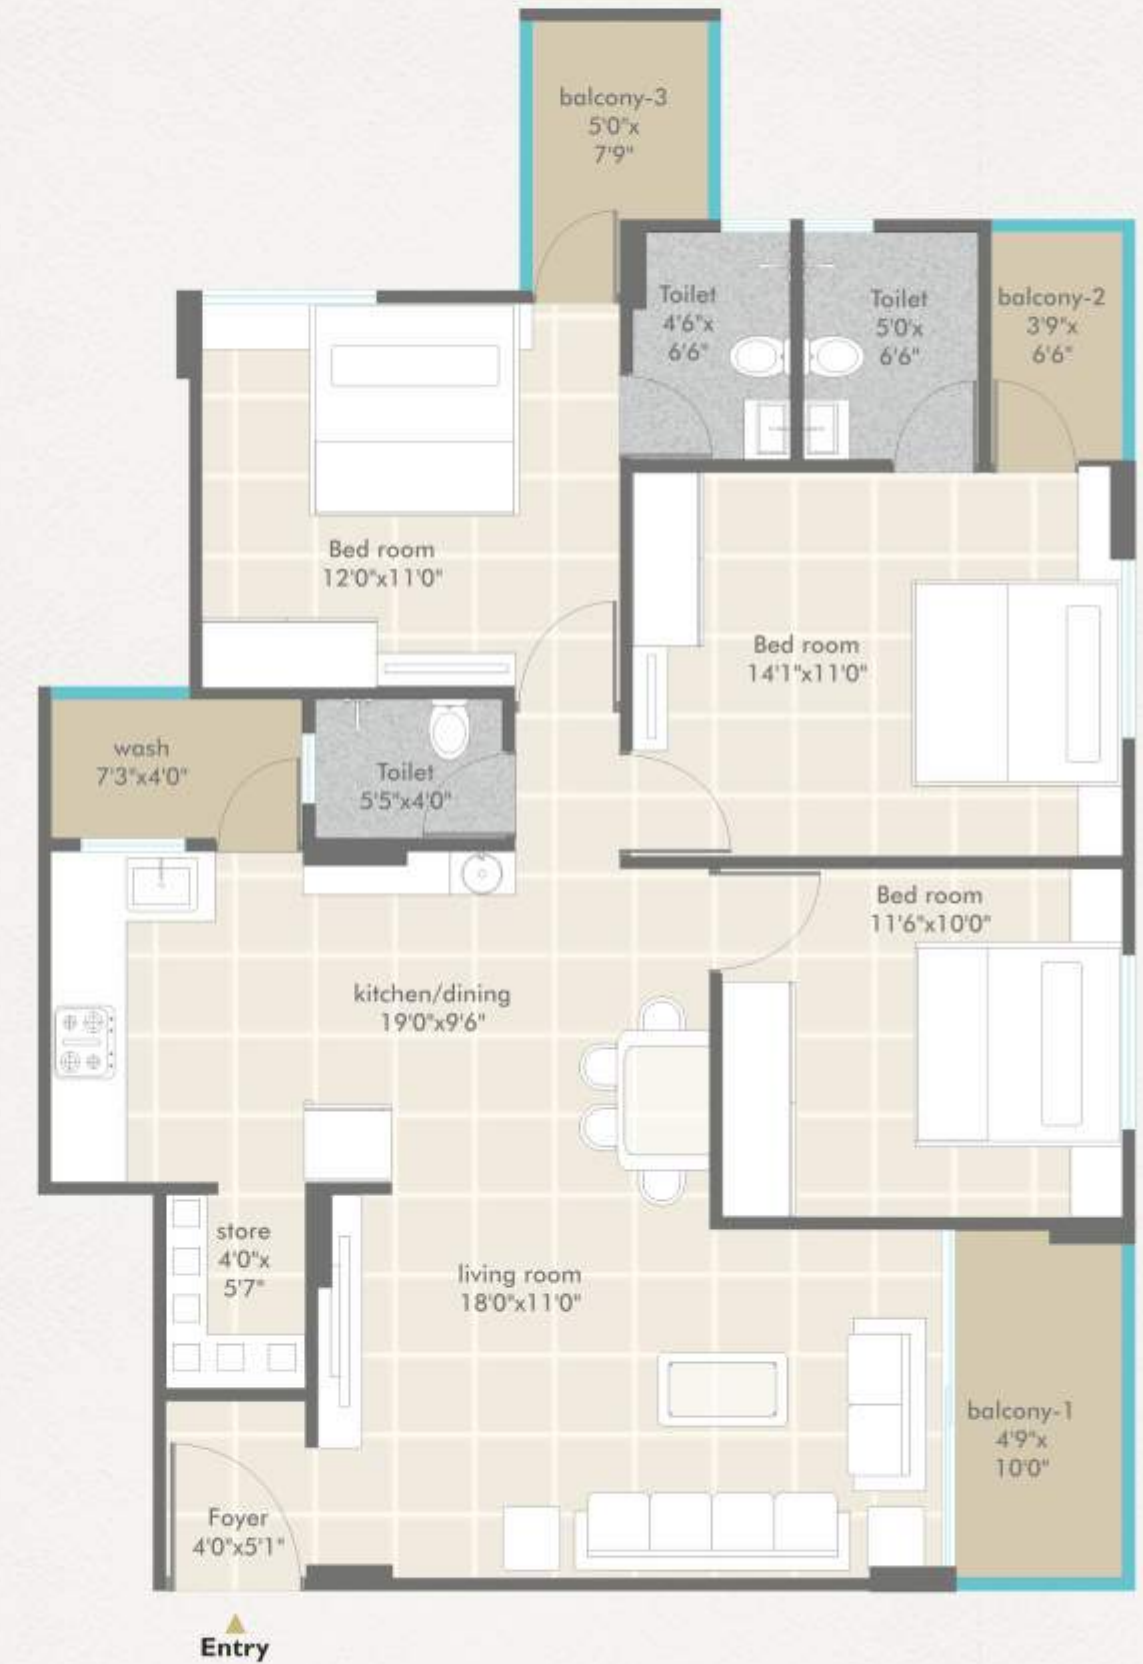 balcony-3
5'0"x
7'9"
Toilet
4'6"x
6'6"
Toilet
5'0'x
6'6"
balcony-2
3'9"x
6'6"
Bed room
12'0"x11'0"
Bed room
14'1"x11'0"
wash
7'3"x4'0"
Toilet
5'5"x4'0"
Bed room
11'6"x10'0"
kitchen/dining
19'0"x9'6"
store
4'0"x
5'7"
living room
18'0"x11'0"
balcony-1
4'9"x
10'0"
Foyer
4'0"x5'1"
Entry